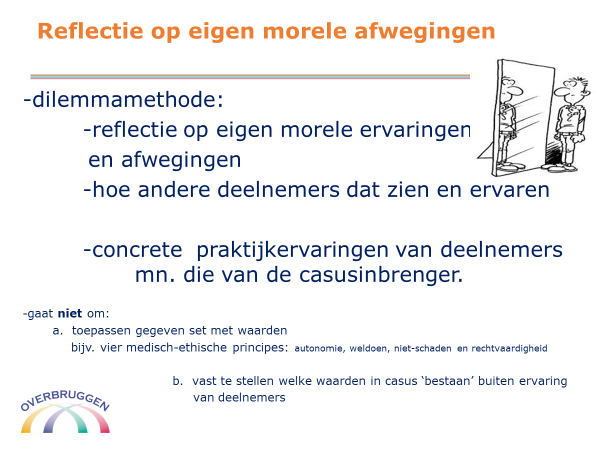 Reflectie op eigen morele afwegingen
-dilemmamethode:
-reflectie op eigen morele ervaringen
en afwegingen
-hoe andere deelnemers dat zien en ervaren
-concrete praktijkervaringen van deelnemers
mn. die van de casusinbrenger.
-gaat niet om:
a. toepassen gegeven set met waarden
bijv. vier medisch-ethische principes: autonomie, weldoen, niet-schaden en rechtvaardigheid
b. vast te stellen welke waarden in casus ‘bestaan’ buiten ervaring
van deelnemers
OVERBRUGGEN